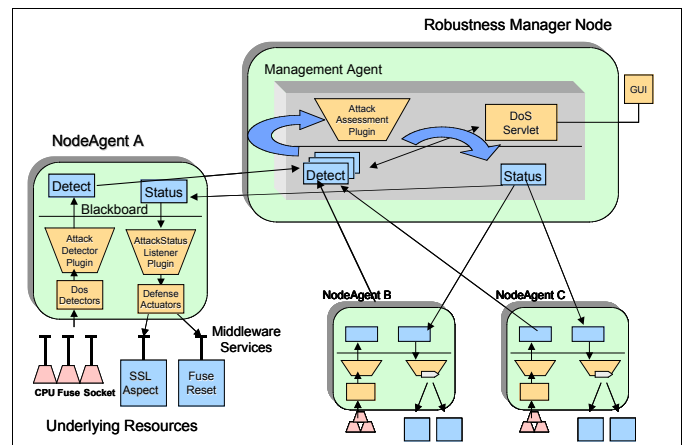 Robustness Manager Node
Management Agent
GUI
Attack
Assessment
Plugin
DoS
Servlet
NodeAgent A
Detect
Status
Detect
Status
Blackboard
Attack
Detector
Plugin
AttackStatus
Listener
Plugin
Dos
Detectors
Defense
Actuators
NodeAgent B
NodeAgent C
Middleware
Services
SSL
Aspect
Fuse
Reset
CPU Fuse Socket
Underlying Resources